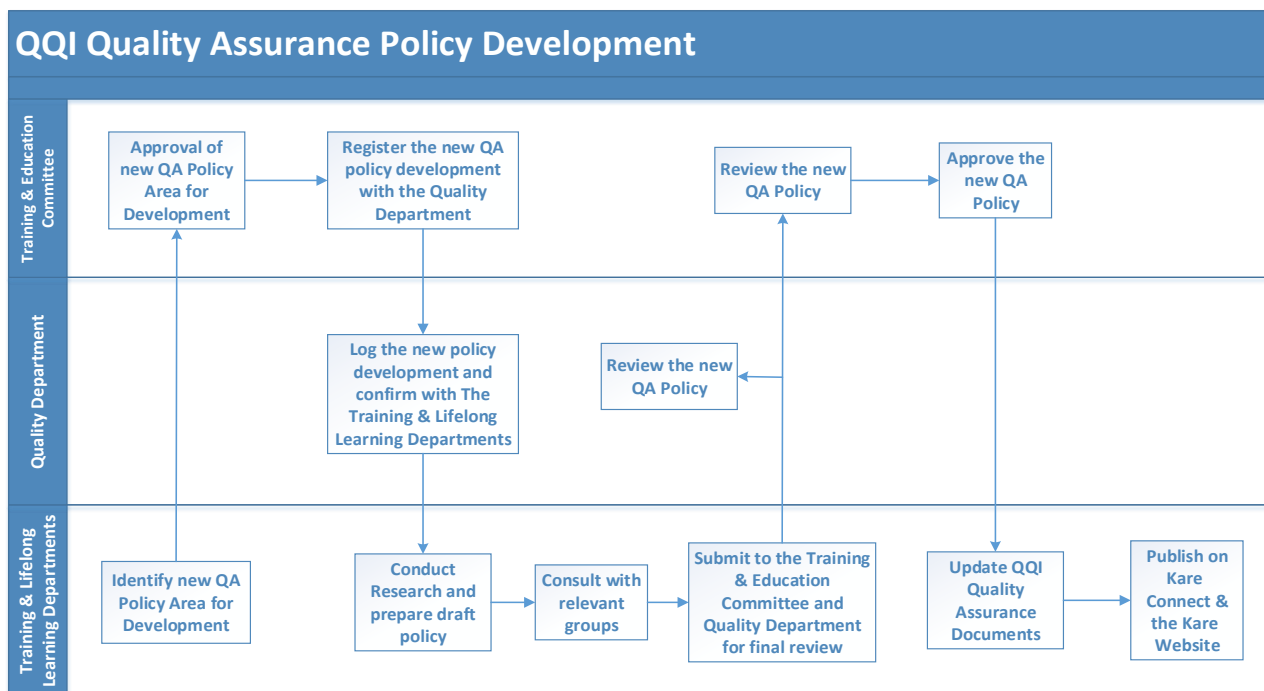 QQI Quality Assurance Policy Development
Training & Education
Committee
Approval of
new QA Policy
Area for
Development
Register the new QA
policy development
with the Quality
Department
Review the new
QA Policy
Approve the
new QA
Policy
Quality Department
Log the new policy
development and
confirm with The
Training & Lifelong
Learning Departments
Review the new
QA Policy
Training & Lifelong
Learning Departments
Identify new QA
Policy Area for
Development
Conduct
Research and
prepare draft
policy
Consult with
relevant
groups
Submit to the Training
& Education
Committee and
Quality Department
for final review
Update QQI
Quality
Assurance
Documents
Publish on
Kare
Connect &
the Kare
Website